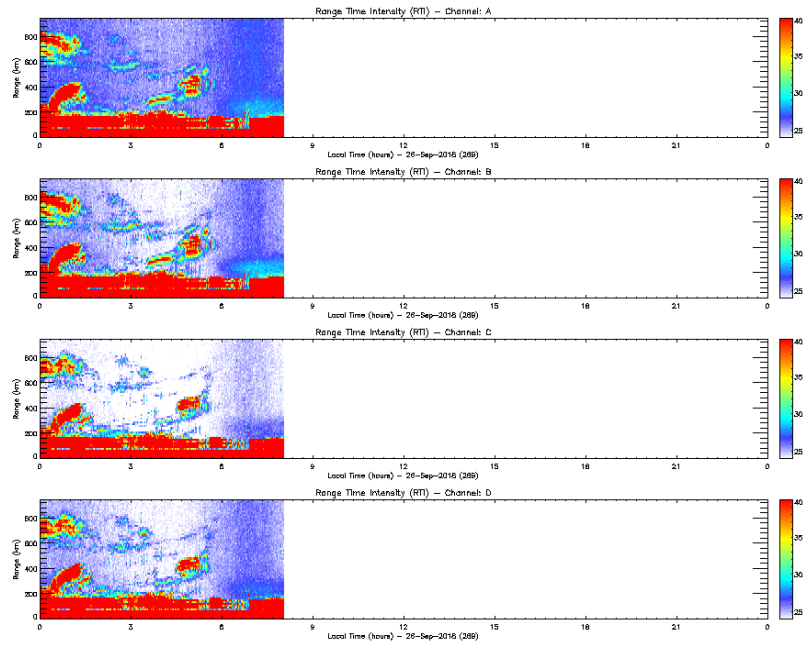 Range Time Intensity (RTI) – Channel: A
Range (km)
800
600
400
200
0
0 3 6 9 12 15 18 21 0
40
35
30
25
Local Time (hours) – 26-Sep-2018 (269)
Range Time Intensity (RTI) – Channel: B
Range (km)
800
600
400
200
0
0 3 6 9 12 15 18 21 0
40
35
30
25
Local Time (hours) – 26-Sep-2018 (269)
Range Time Intensity (RTI) – Channel: C
Range (km)
800
600
400
200
0
0 3 6 9 12 15 18 21 0
40
35
30
25
Local Time (hours) – 26-Sep-2018 (269)
Range Time Intensity (RTI) – Channel: D
Range (km)
800
600
400
200
0
0 3 6 9 12 15 18 21 0
40
35
30
25
Local Time (hours) – 26-Sep-2018 (269)